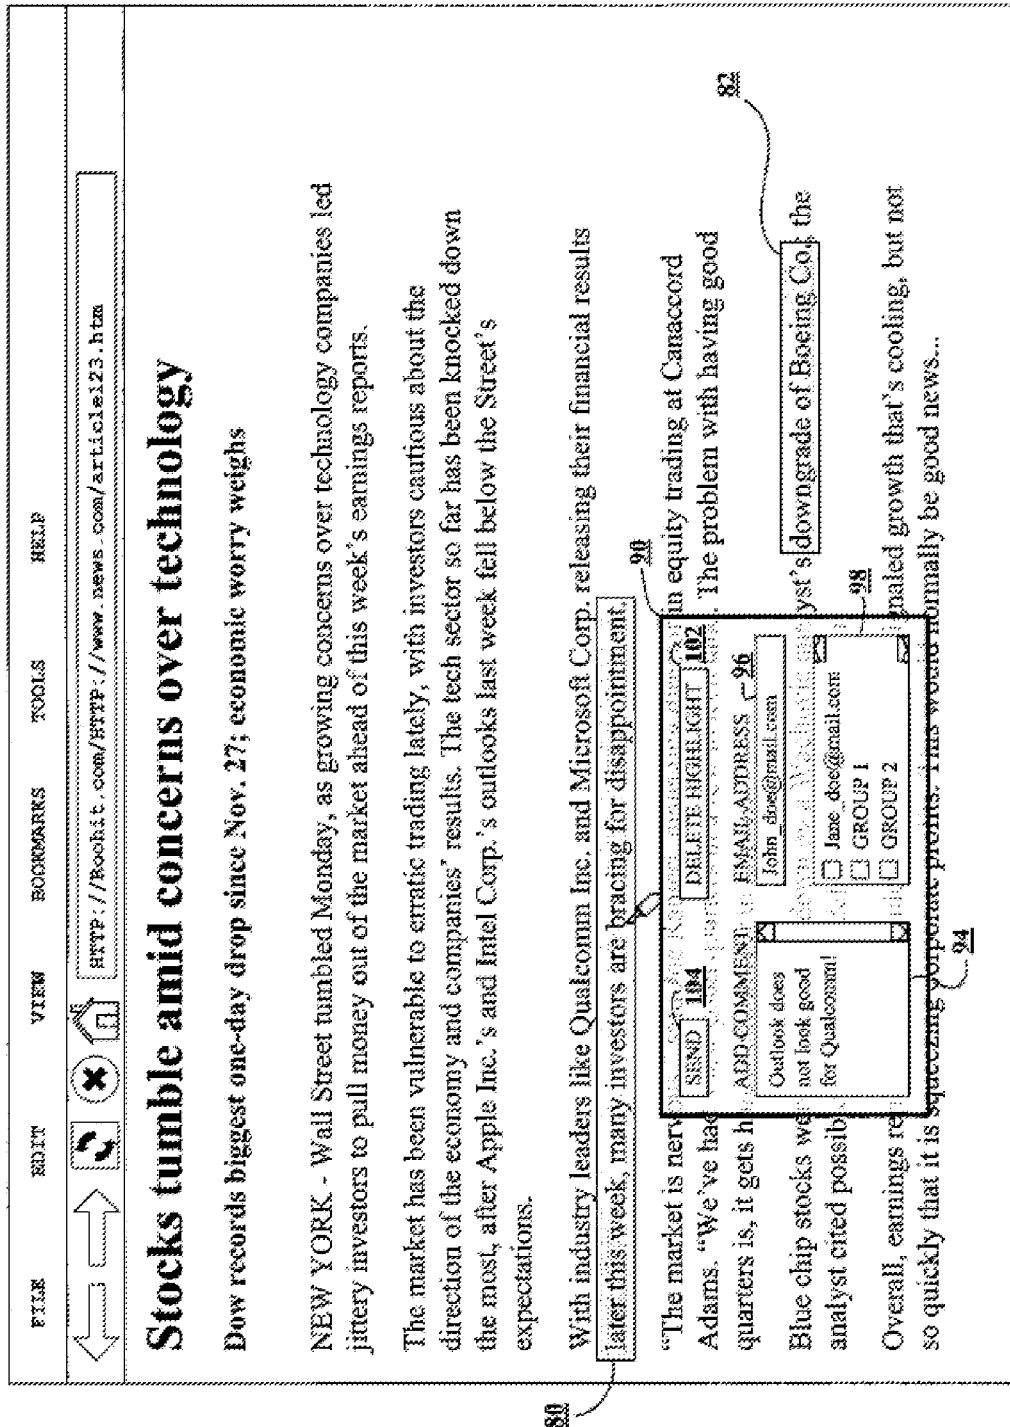 FILE EDIT VIEW BOOKMARKS TOOLS HELP
HTTP://Roohit.com/HTTP://www.news.com/article123.htm
Stocks tumble amid concerns over technology
Dow records biggest one-day drop since Nov. 27; economic worry weighs
NEW YORK - Wall Street tumbled Monday, as growing concerns over technology companies led
jittery investors to pull money out of the market ahead of this week's earnings reports.
The market has been vulnerable to erratic trading lately, with investors cautious about the
direction of the economy and companies' results. The tech sector so far has been knocked down
the most, after Apple Inc.'s and Intel Corp.'s outlooks last week fell below the Street's
expectations.
With industry leaders like Qualcomm Inc. and Microsoft Corp. releasing their financial results
later this week, many investors are bracing for disappointment.
80
90
"The market is nerv in equity trading at Canaccord
Adams. "We've had . The problem with having good
quarters is, it gets h
Blue chip stocks we yst's downgrade of Boeing Co., the
82
analyst cited possib
Overall, earnings re naled growth that's cooling, but not
so quickly that it is squeezing corporate profits. This would normally be good news...
SEND 104 DELETE HIGHLIGHT 102
ADD COMMENT EMAIL ADDRESS 96
Outlook does
not look good
for Qualcomm!
94
John_doe@mail.com
Jane_doe@mail.com
GROUP 1
GROUP 2
98